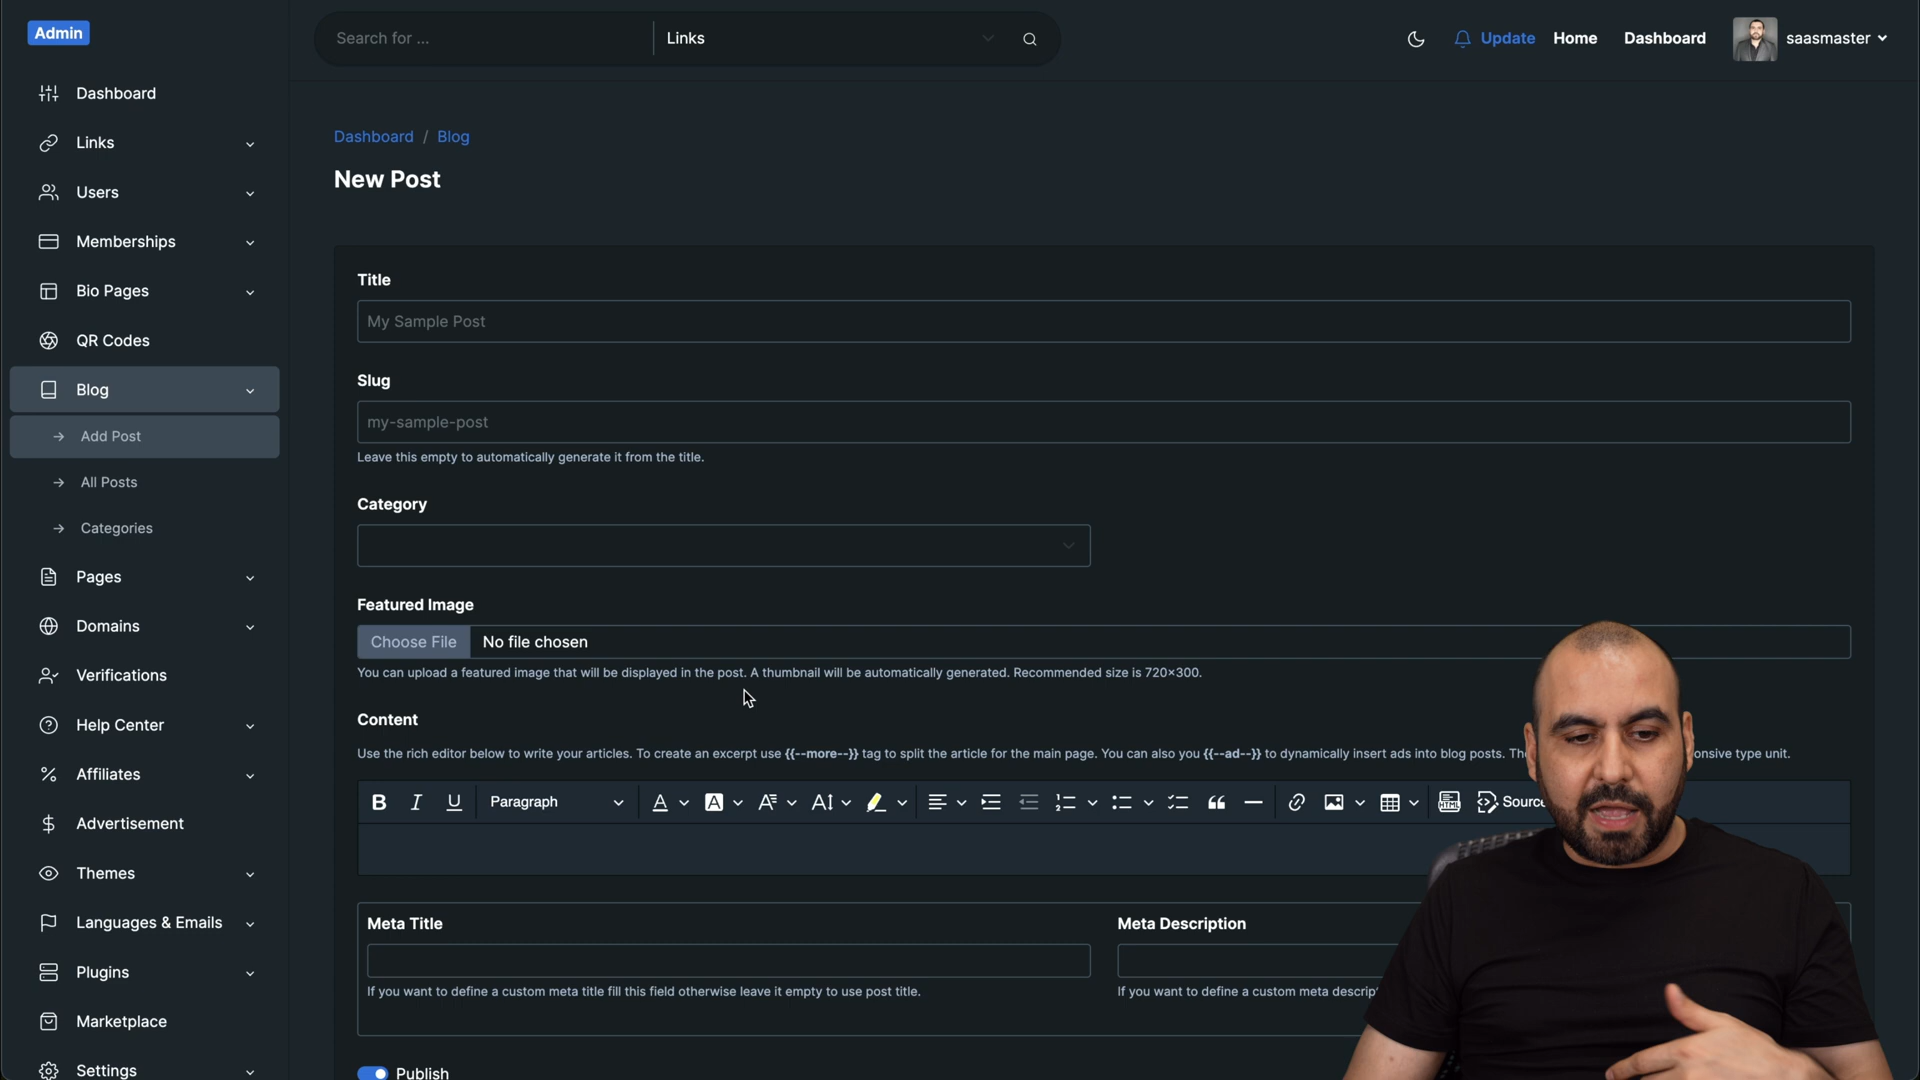 Admin
Search for ...
Links
Update
Home
Dashboard
saasmaster
Dashboard
Links
Users
Memberships
Bio Pages
QR Codes
Blog
Add Post
All Posts
Categories
Pages
Domains
Verifications
Help Center
Affiliates
Advertisement
Themes
Languages & Emails
Plugins
Marketplace
Settings
Dashboard / Blog
New Post
Title
My Sample Post
Slug
my-sample-post
Leave this empty to automatically generate it from the title.
Category
Featured Image
Choose File No file chosen
You can upload a featured image that will be displayed in the post. A thumbnail will be automatically generated. Recommended size is 720×300.
Content
Use the rich editor below to write your articles. To create an excerpt use {{--more--}} tag to split the article for the main page. You can also you {{--ad--}} to dynamically insert ads into blog posts. onsive type unit.
B I U Paragraph A A A A HTML
Meta Title
If you want to define a custom meta title fill this field otherwise leave it empty to use post title.
Meta Description
If you want to define a custom meta
Publish